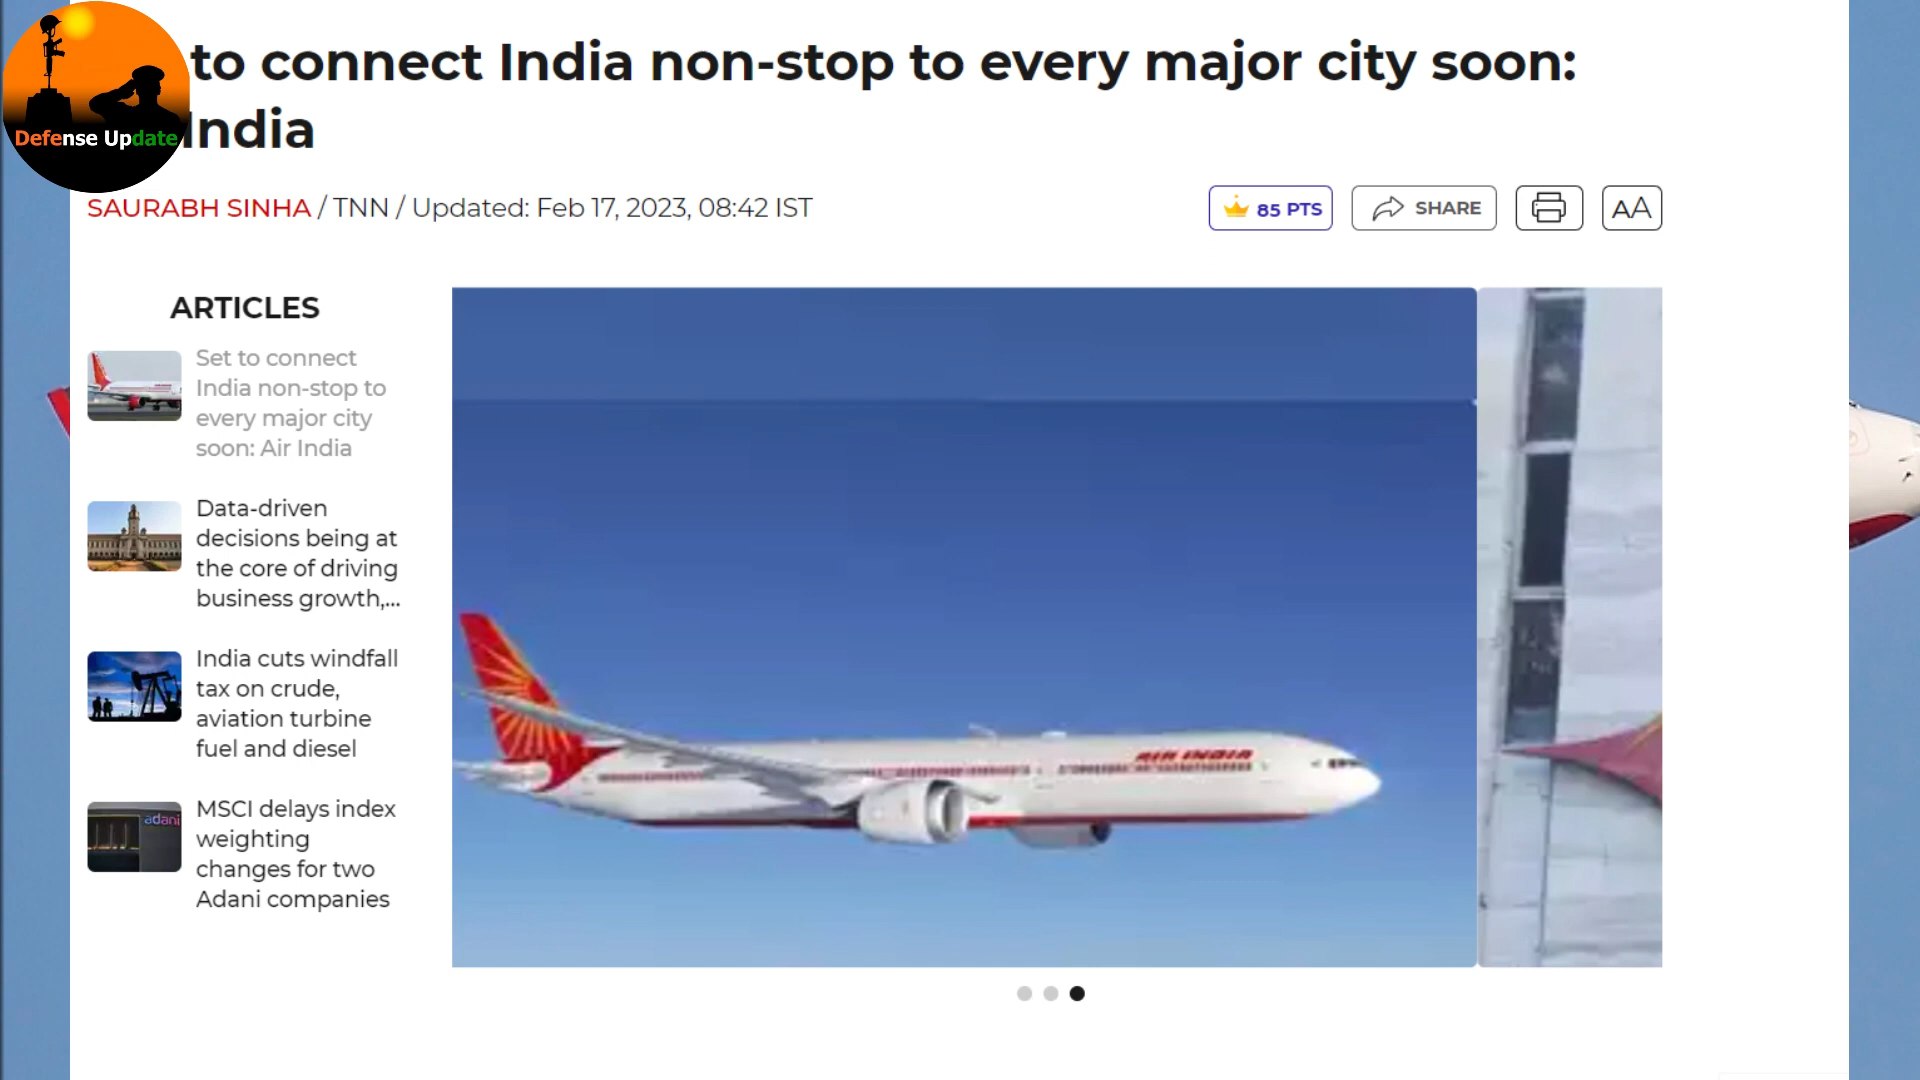 to connect India non-stop to every major city soon:
India
Defense Update
SAURABH SINHA / TNN / Updated: Feb 17, 2023, 08:42 IST
85 PTS
SHARE
AA
ARTICLES
Set to connect
India non-stop to
every major city
soon: Air India
Data-driven
decisions being at
the core of driving
business growth,...
India cuts windfall
tax on crude,
aviation turbine
fuel and diesel
adani
MSCI delays index
weighting
changes for two
Adani companies
AIR INDIA